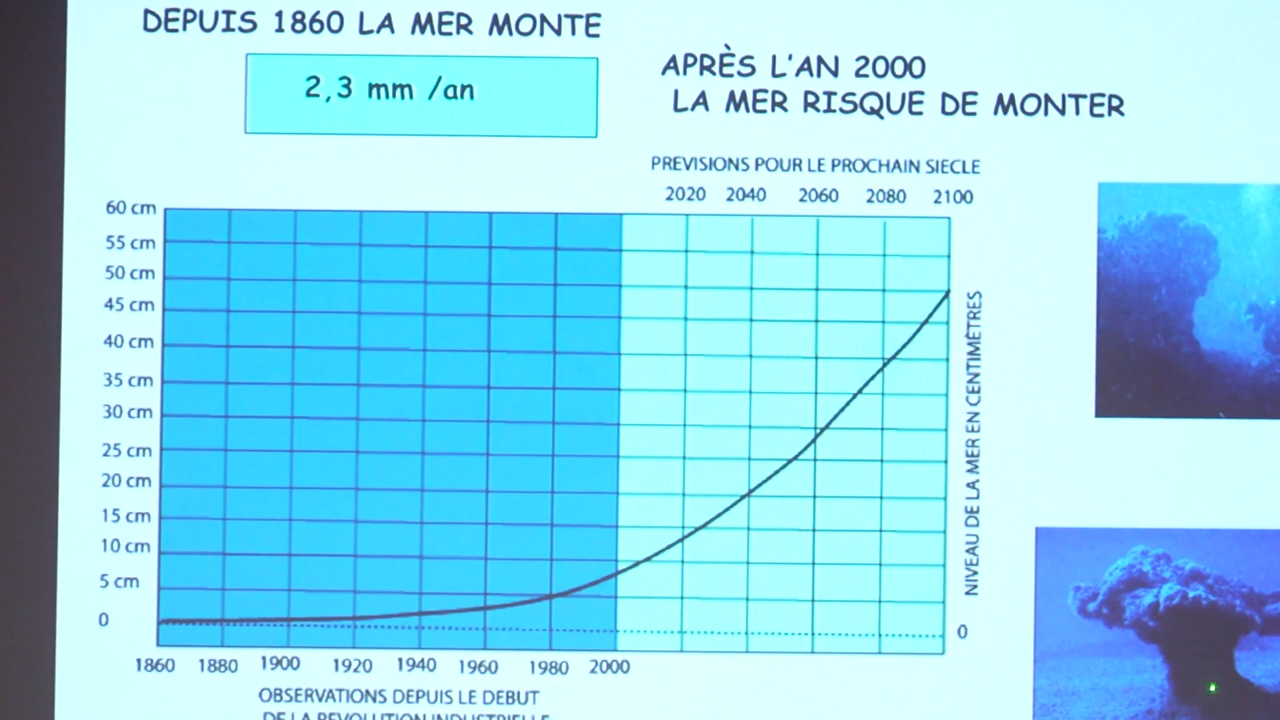 DEPUIS 1860 LA MER MONTE
2,3 mm /an
APRÈS L'AN 2000
LA MER RISQUE DE MONTER
PREVISIONS POUR LE PROCHAIN SIECLE
2020 2040 2060 2080 2100
60 cm
55 cm
50 cm
45 cm
40 cm
35 cm
30 cm
25 cm
20 cm
15 cm
10 cm
5 cm
0
NIVEAU DE LA MER EN CENTIMÈTRES
0
1860 1880 1900 1920 1940 1960 1980 2000
OBSERVATIONS DEPUIS LE DEBUT
DE LA REVOLUTION INDUSTRIELLE